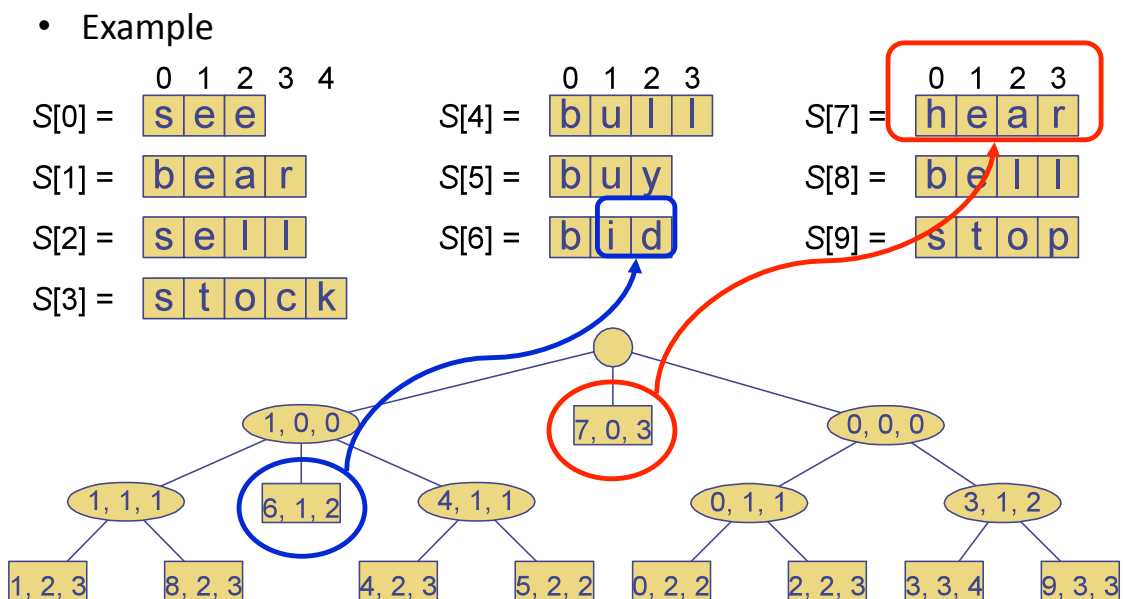 • Example
0 1 2 3 4
0 1 2 3
0 1 2 3
S[0] = s e e
S[4] = b u l l
S[7] = h e a r
S[1] = b e a r
S[5] = b u y
S[8] = b e l l
S[2] = s e l l
S[6] = b i d
S[9] = s t o p
S[3] = s t o c k
1, 0, 0
7, 0, 3
0, 0, 0
1, 1, 1
6, 1, 2
4, 1, 1
0, 1, 1
3, 1, 2
1, 2, 3
8, 2, 3
4, 2, 3
5, 2, 2
0, 2, 2
2, 2, 3
3, 3, 4
9, 3, 3